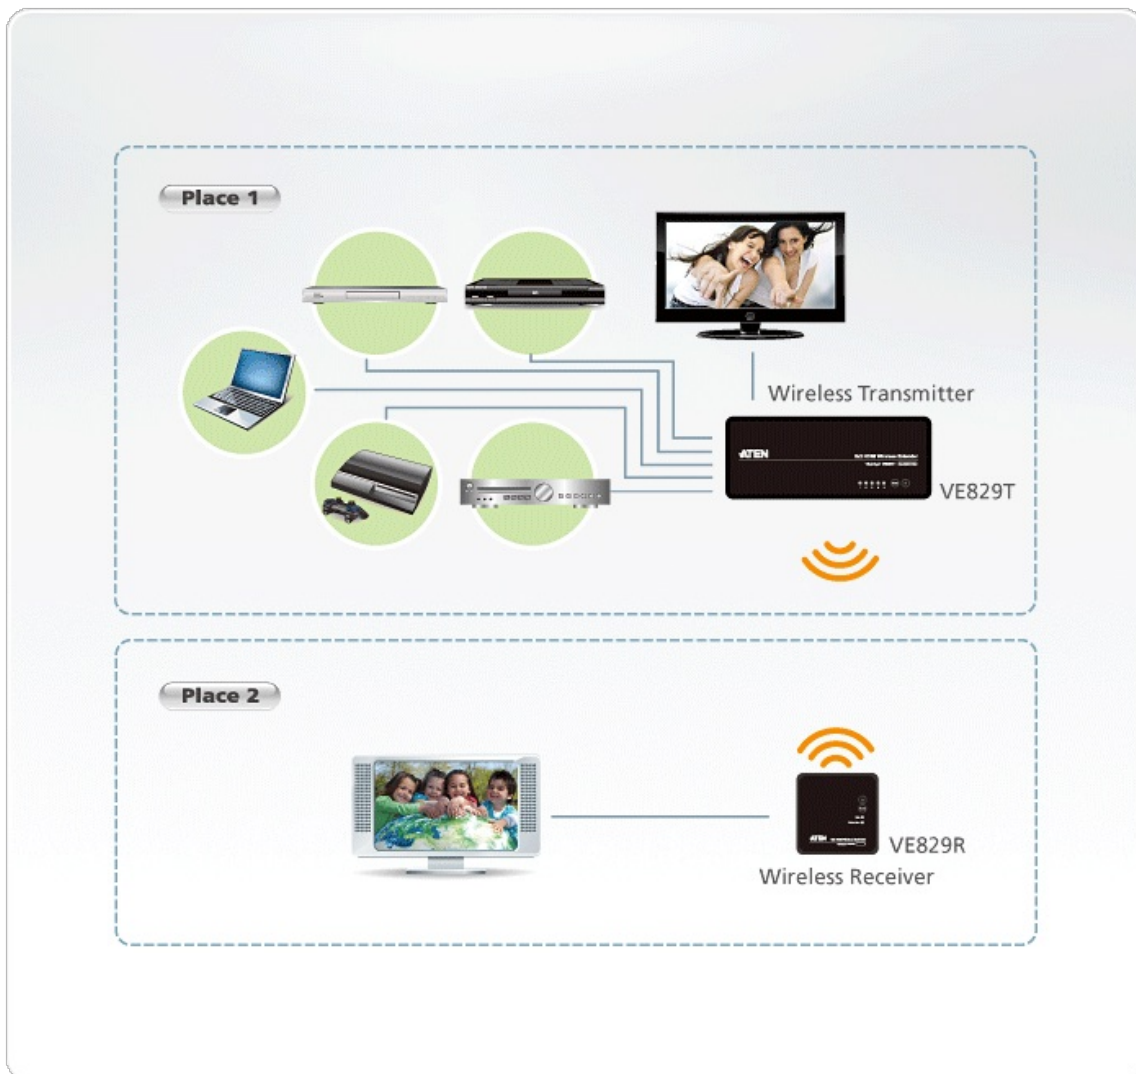 Place 1
Wireless Transmitter
ATEN
VE829T
Place 2
ATEN
VE829R
Wireless Receiver